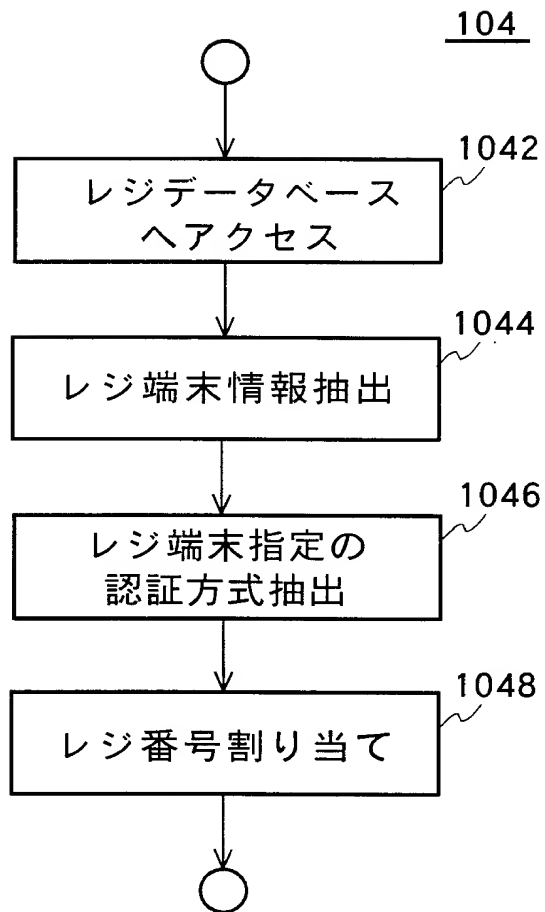 104
1042
レジデータベース
へアクセス
1044
レジ端末情報抽出
1046
レジ端末指定の
認証方式抽出
1048
レジ番号割り当て